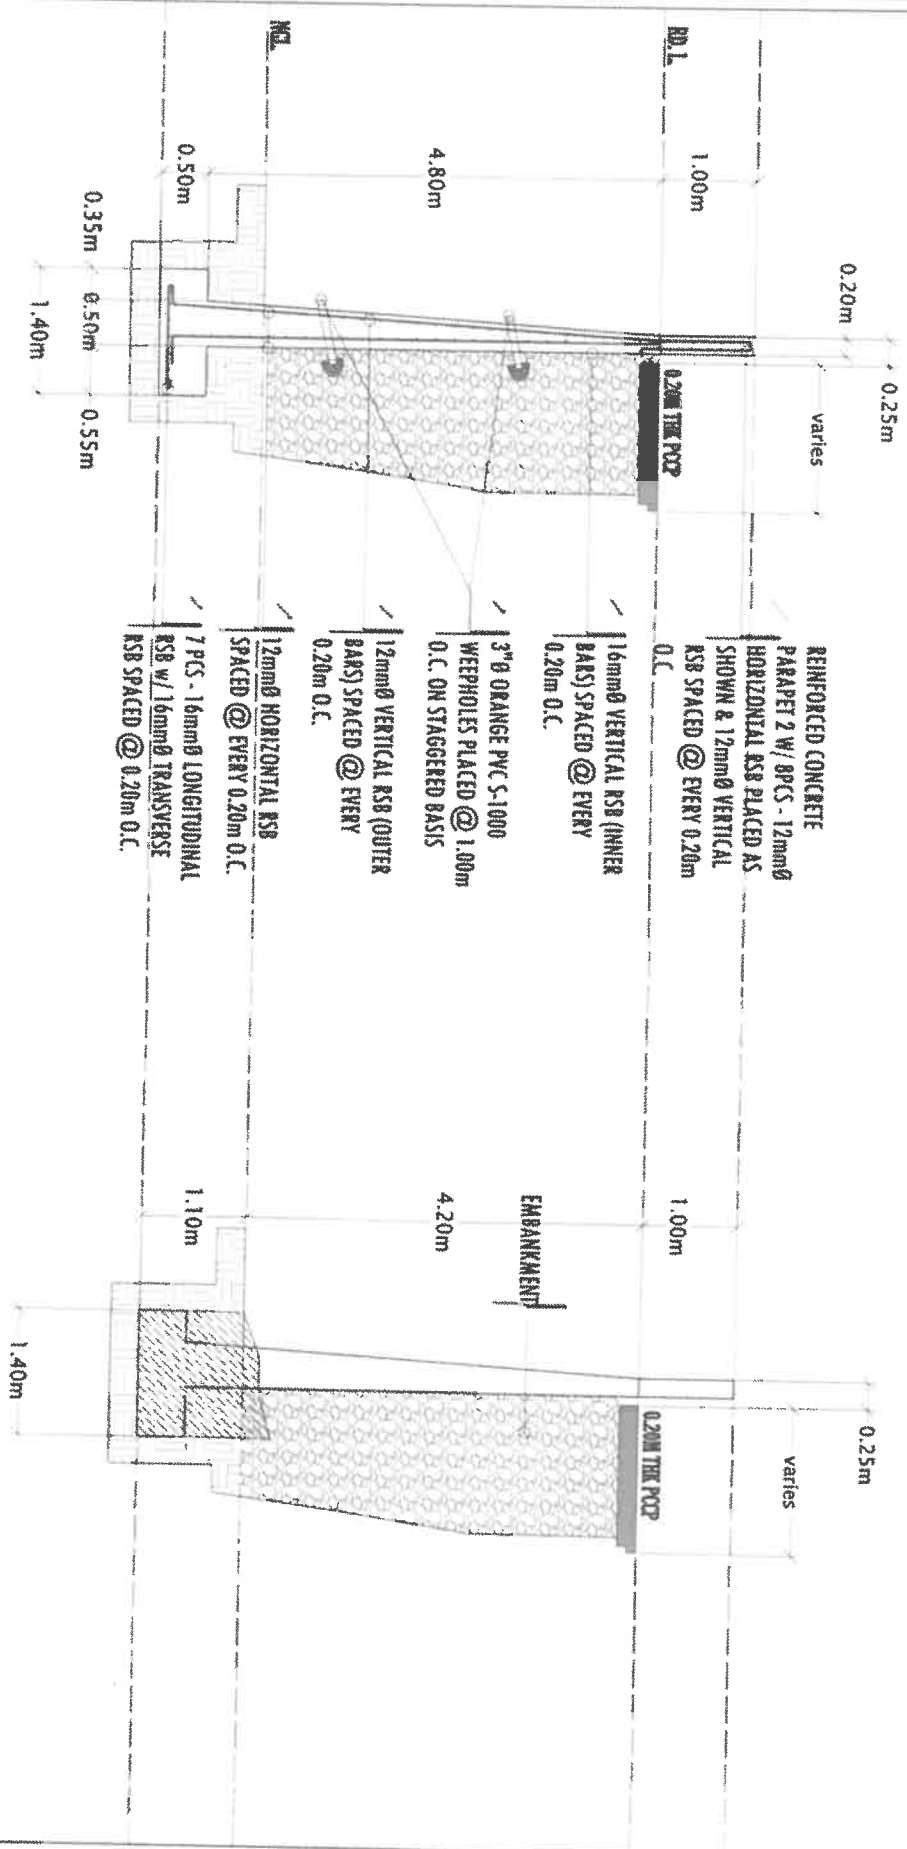 RD.L
NGL
1.00m
4.80m
0.50m
0.35m
0.50m
0.55m
1.40m
0.20m
0.25m
varies
0.20M THK PCCP
REINFORCED CONCRETE
PARAPET 2 W/ 8PCS - 12mmØ
HORIZONTAL RSB PLACED AS
SHOWN & 12mmØ VERTICAL
RSB SPACED @ EVERY 0.20m
O.C.
16mmØ VERTICAL RSB (INNER
BARS) SPACED @ EVERY
0.20m O.C.
3"Ø ORANGE PVC S-1000
WEEPHOLES PLACED @ 1.00m
O.C. ON STAGGERED BASIS
12mmØ VERTICAL RSB (OUTER
BARS) SPACED @ EVERY
0.20m O.C.
12mmØ HORIZONTAL RSB
SPACED @ EVERY 0.20m O.C.
7 PCS - 16mmØ LONGITUDINAL
RSB W/ 16mmØ TRANSVERSE
RSB SPACED @ 0.20m O.C.
1.00m
EMBANKMENT
4.20m
1.10m
1.40m
0.25m
varies
0.20M THK PCCP